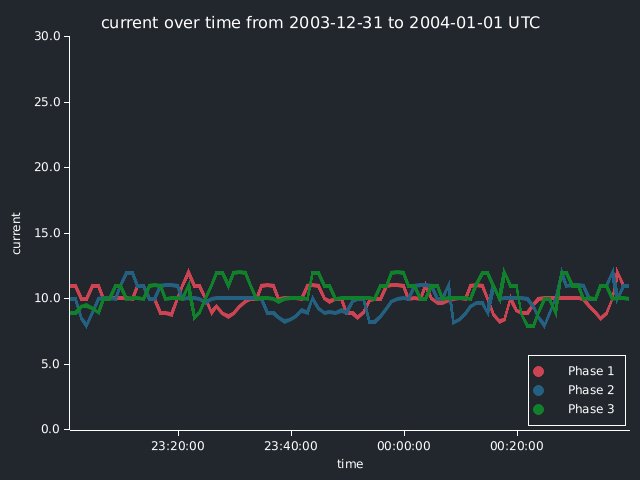 current over time from 2003-12-31 to 2004-01-01 UTC
30.0
25.0
20.0
15.0
10.0
5.0
0.0
current
23:20:00 23:40:00 00:00:00 00:20:00
time
Phase 1
Phase 2
Phase 3